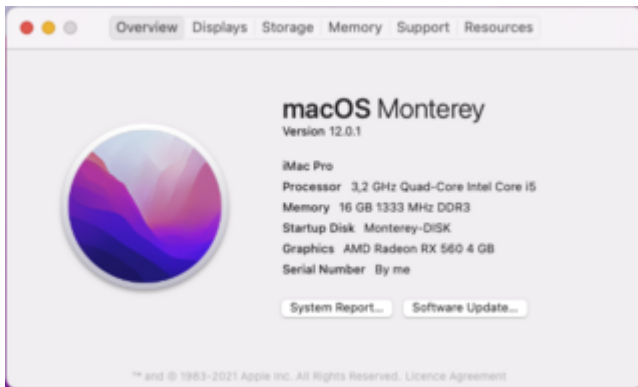 Overview Displays Storage Memory Support Resources
macOS Monterey
Version 12.0.1
iMac Pro
Processor 3,2 GHz Quad-Core Intel Core i5
Memory 16 GB 1333 MHz DDR3
Startup Disk Monterey-DISK
Graphics AMD Radeon RX 560 4 GB
Serial Number By me
System Report... Software Update...
™ and © 1983-2021 Apple Inc. All Rights Reserved. Licence Agreement